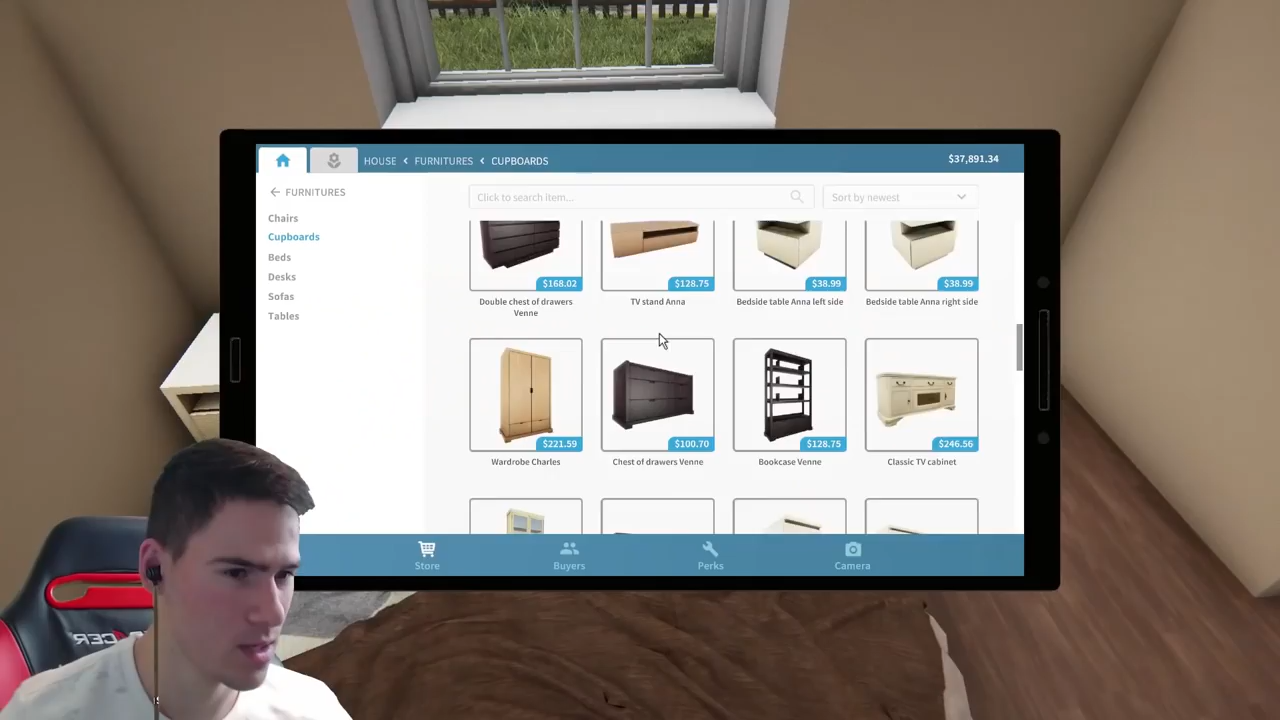 HOUSE < FURNITURES < CUPBOARDS
$37,891.34
← FURNITURES
Click to search item...
Sort by newest
Chairs
Cupboards
Beds
Desks
Sofas
Tables
$168.02
$128.75
$38.99
$38.99
Double chest of drawers
Venne
TV stand Anna
Bedside table Anna left side
Bedside table Anna right side
$221.59
$100.70
$128.75
$246.56
Wardrobe Charles
Chest of drawers Venne
Bookcase Venne
Classic TV cabinet
Store
Buyers
Perks
Camera